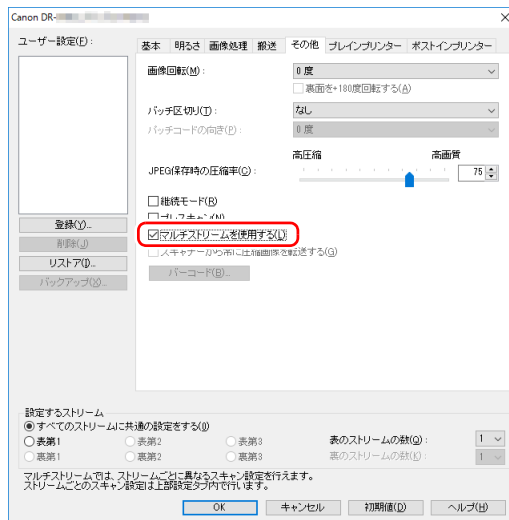 Canon DR-
ユーザー設定(F):
基本 明るさ 画像処理 搬送 その他 プレインプリンター ポストインプリンター
画像回転(M): 0 度
裏面を+180度回転する(A)
バッチ区切り(T): なし
バッチコードの向き(P): 0 度
高圧縮 高画質
JPEG保存時の圧縮率(C): 75
継続モード(R)
プレスキャン(N)
マルチストリームを使用する(L)
スキャナーから常に圧縮画像を転送する(G)
バーコード(B)...
登録(Y)...
削除(J)
リストア(I)...
バックアップ(X)...
設定するストリーム
すべてのストリームに共通の設定をする(0)
表第1 表第2 表第3 表のストリームの数(Q): 1
裏第1 裏第2 裏第3 裏のストリームの数(K): 1
マルチストリームでは、ストリームごとに異なるスキャン設定を行えます。
ストリームごとのスキャン設定は上部設定タブ内で行います。
OK キャンセル 初期値(D) ヘルプ(H)